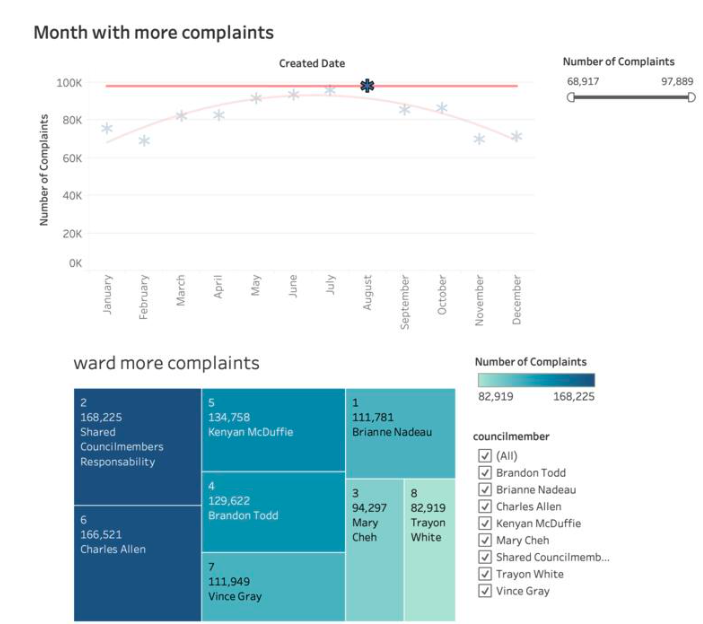 Month with more complaints
Created Date
Number of Complaints
100K
80K
60K
40K
20K
0K
January
February
March
April
May
June
July
August
September
October
November
December
Number of Complaints
68,917 97,889
ward more complaints
2
168,225
Shared
Councilmembers
Responsability
6
166,521
Charles Allen
5
134,758
Kenyan McDuffie
4
129,622
Brandon Todd
7
111,949
Vince Gray
1
111,781
Brianne Nadeau
3
94,297
Mary
Cheh
8
82,919
Trayon
White
Number of Complaints
82,919 168,225
councilmember
(All)
Brandon Todd
Brianne Nadeau
Charles Allen
Kenyan McDuffie
Mary Cheh
Shared Councilmemb...
Trayon White
Vince Gray